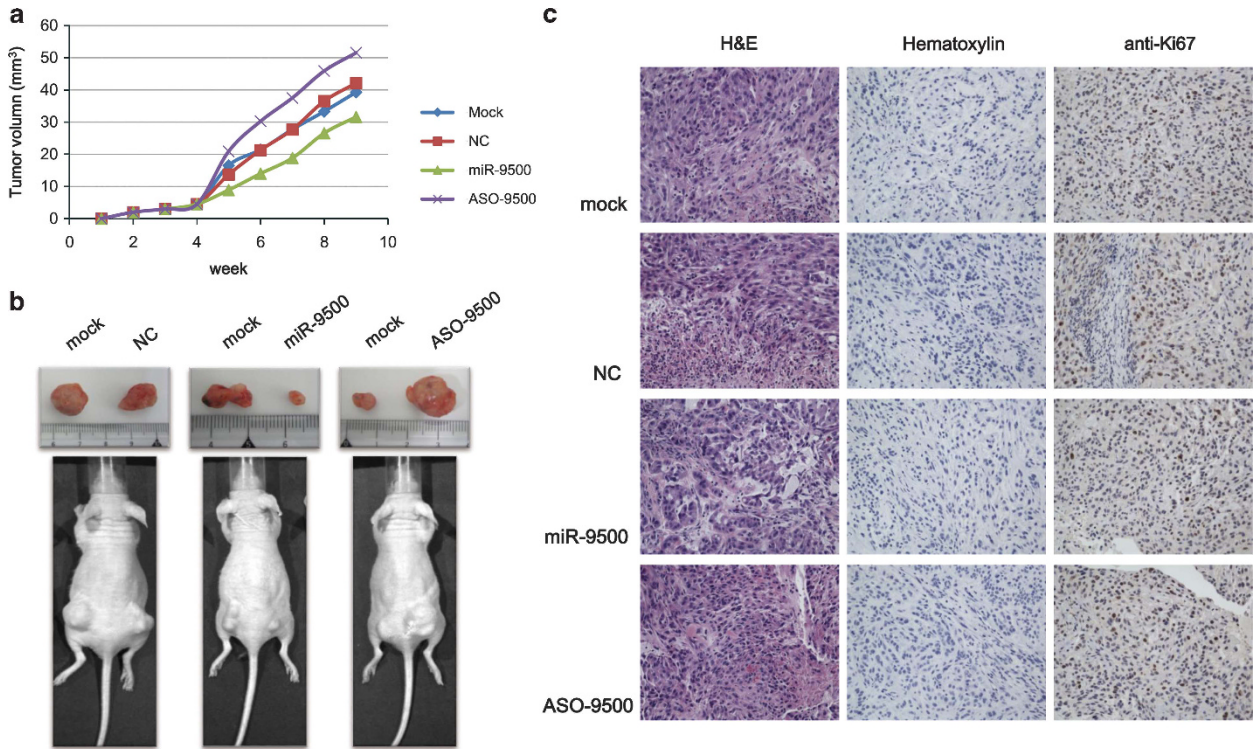 a
Tumor volumn (mm³)
60
50
40
30
20
10
0
0 2 4 6 8 10
week
Mock
NC
miR-9500
ASO-9500
b
mock NC
mock miR-9500
mock ASO-9500
c
H&E Hematoxylin anti-Ki67
mock
NC
miR-9500
ASO-9500